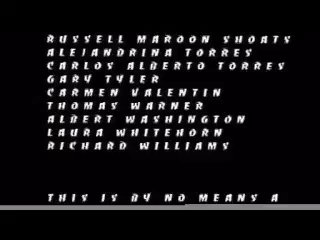 RUSSELL MAROON SHOATS
ALEJANDRINA TORRES
CARLOS ALBERTO TORRES
GARY TYLER
CARMEN VALENTIN
THOMAS WARNER
ALBERT WASHINGTON
LAURA WHITEHORN
RICHARD WILLIAMS
THIS IS BY NO MEANS A